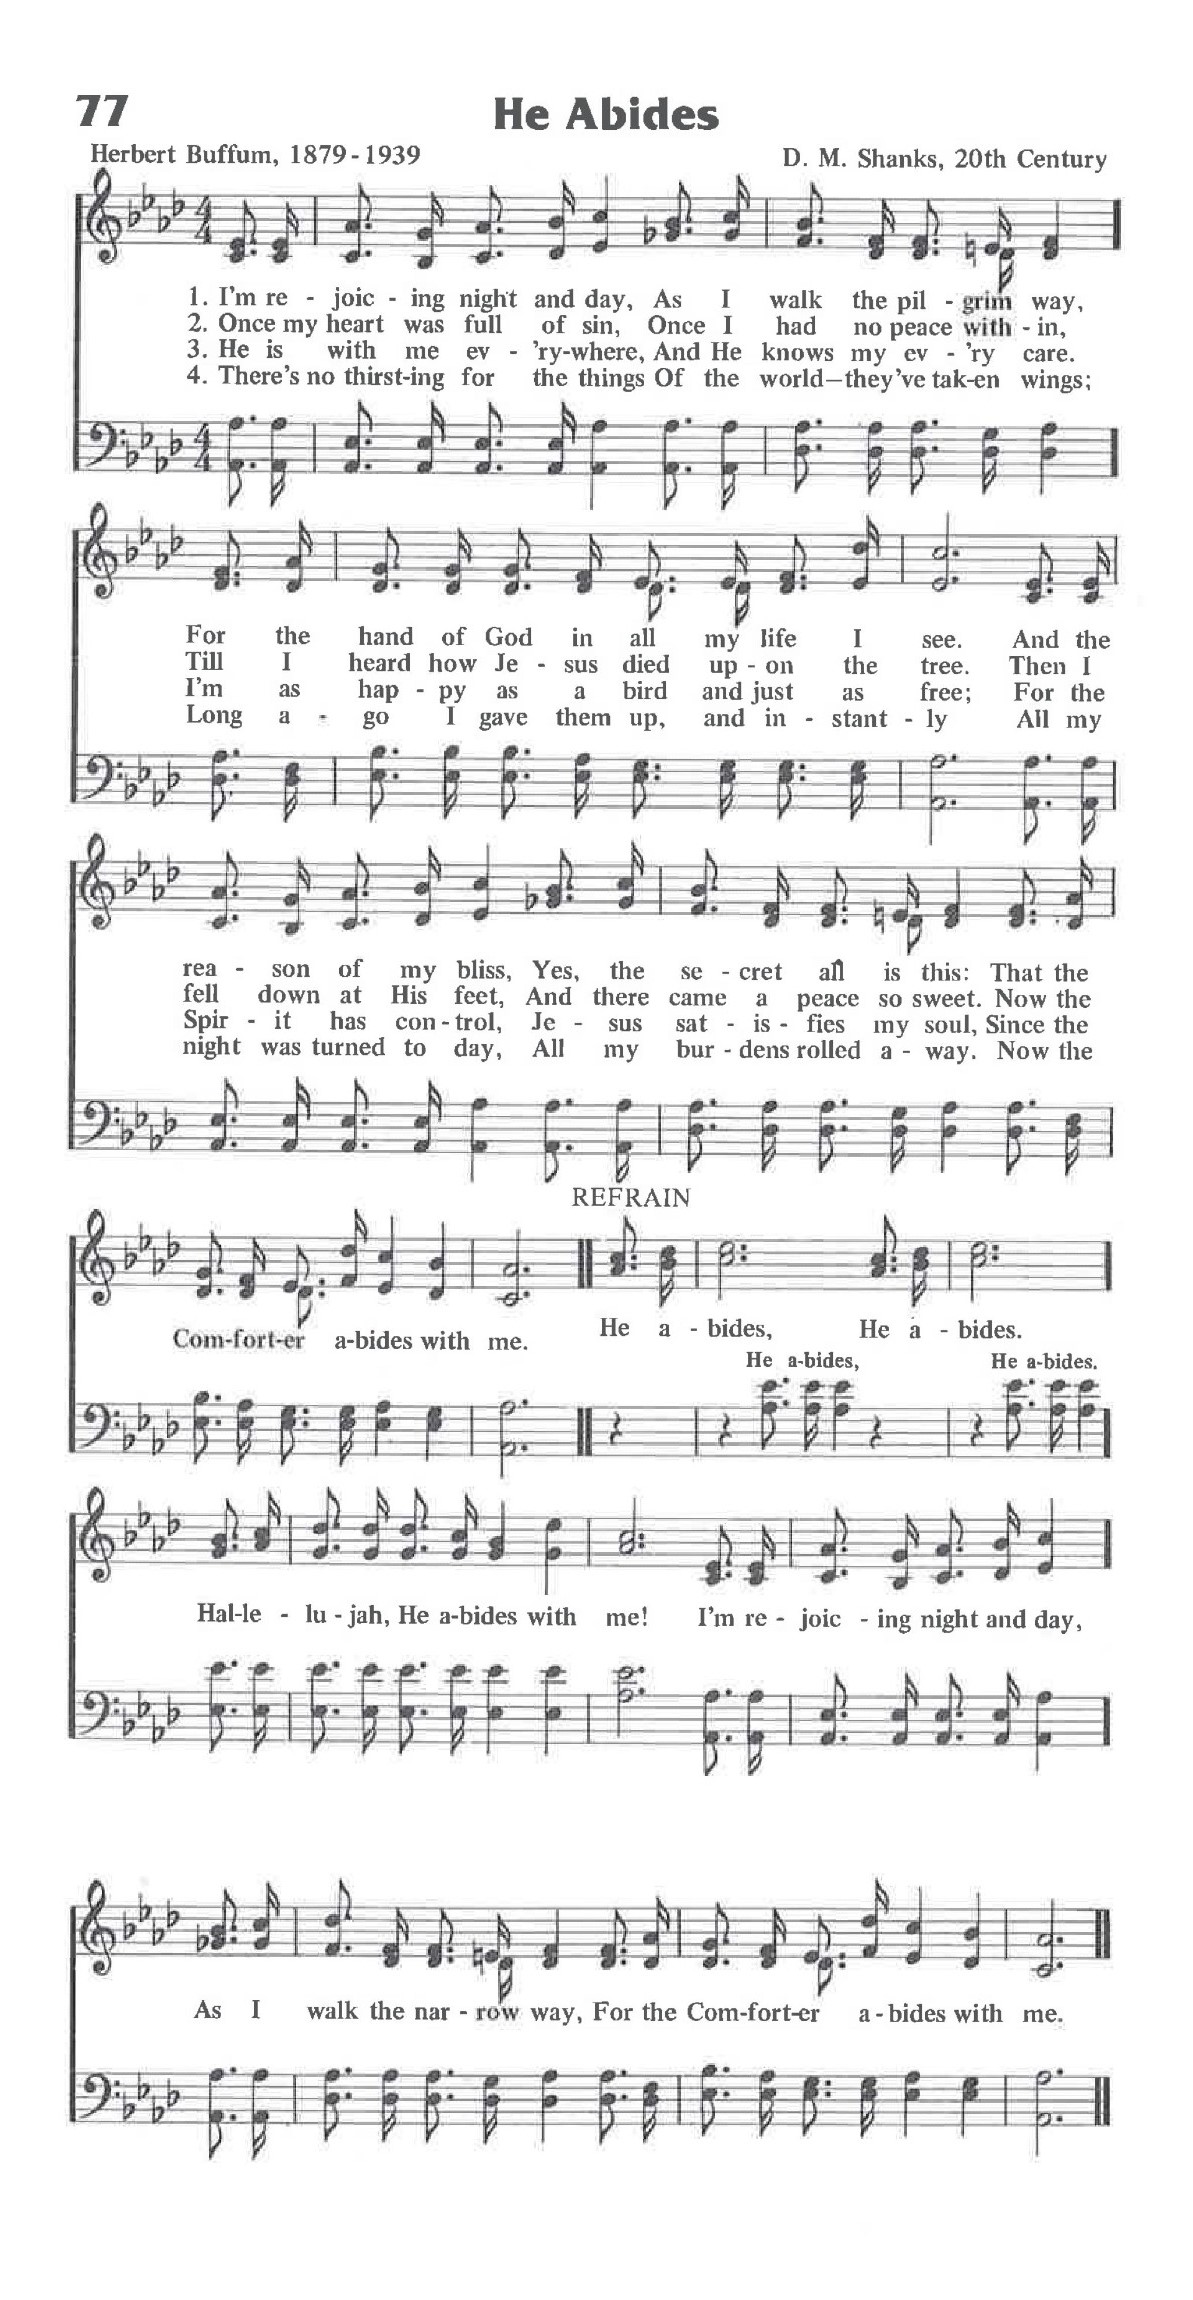 77
He Abides
Herbert Buffum, 1879-1939
D. M. Shanks, 20th Century
1. I'm re - joic - ing night and day, As I walk the pil - grim way,
2. Once my heart was full of sin, Once I had no peace with - in,
3. He is with me ev - 'ry-where, And He knows my ev - 'ry care.
4. There's no thirst-ing for the things Of the world—they've tak-en wings;
For the hand of God in all my life I see. And the
Till I heard how Je - sus died up - on the tree. Then I
I'm as hap - py as a bird and just as free; For the
Long a - go I gave them up, and in - stant - ly All my
rea - son of my bliss, Yes, the se - cret all is this: That the
fell down at His feet, And there came a peace so sweet. Now the
Spir - it has con - trol, Je - sus sat - is - fies my soul, Since the
night was turned to day, All my bur - dens rolled a - way. Now the
REFRAIN
Com-fort-er a-bides with me. He a - bides, He a - bides.
He a-bides, He a-bides.
Hal-le - lu - jah, He a-bides with me! I'm re - joic - ing night and day,
As I walk the nar - row way, For the Com-fort-er a - bides with me.